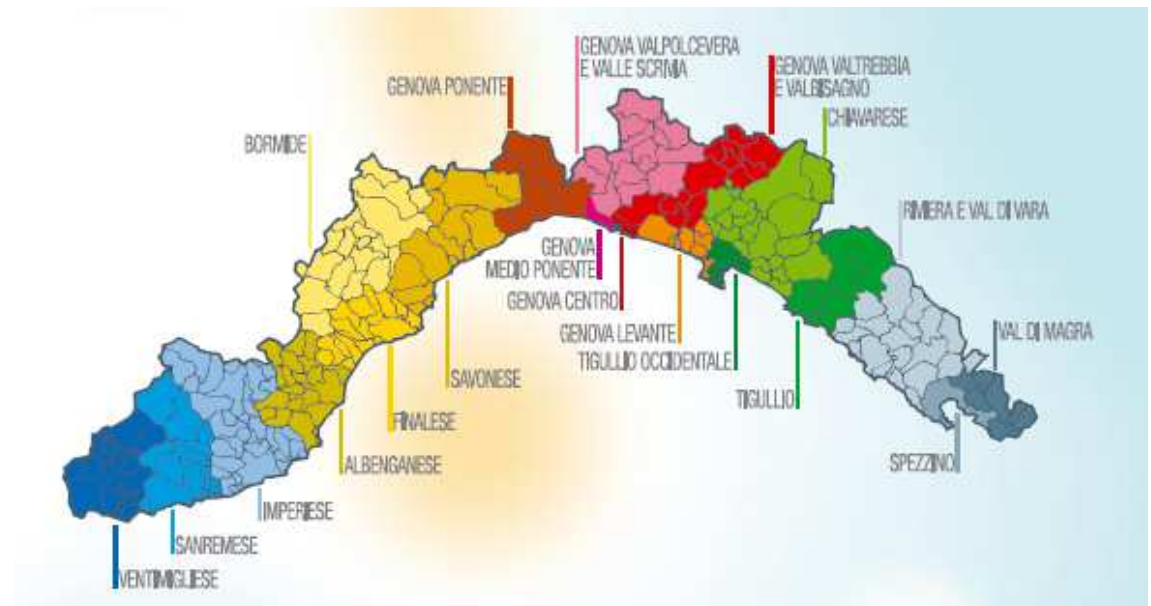 GENOVA VALPOLCEVERA
E VALLE SCRIVIA
GENOVA VALTREBBIA
E VALBISAGNO
GENOVA PONENTE
CHIAVARESE
BORMIDE
RIVIERA E VAL DI VARA
GENOVA
MEDIO PONENTE
GENOVA CENTRO
GENOVA LEVANTE
TIGULLIO OCCIDENTALE
VAL DI MAGRA
SAVONESE
TIGULLIO
FINALESE
ALBENGANESE
SPEZZINO
IMPERIESE
SANREMESE
VENTIMIGLIESE